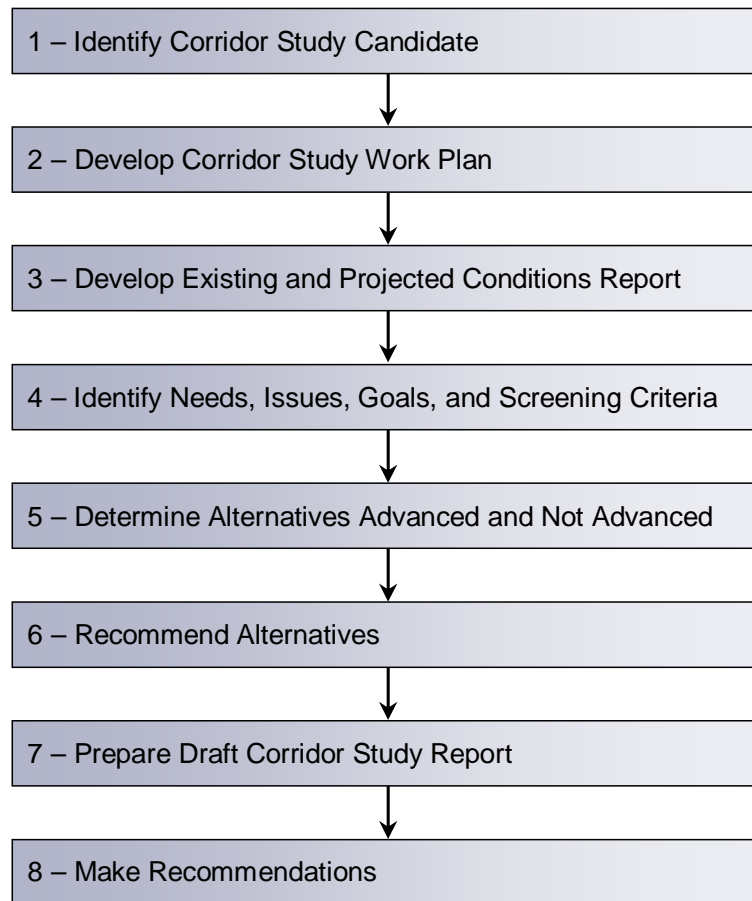 1 – Identify Corridor Study Candidate
2 – Develop Corridor Study Work Plan
3 – Develop Existing and Projected Conditions Report
4 – Identify Needs, Issues, Goals, and Screening Criteria
5 – Determine Alternatives Advanced and Not Advanced
6 – Recommend Alternatives
7 – Prepare Draft Corridor Study Report
8 – Make Recommendations